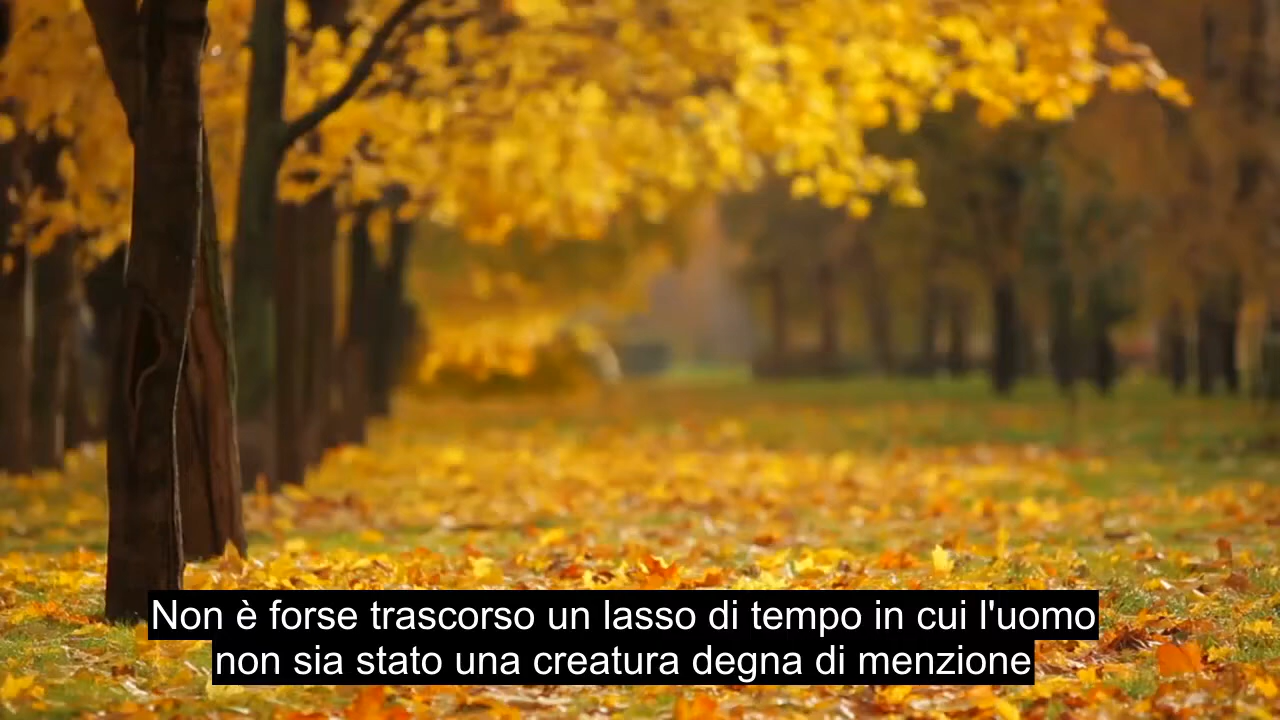 Non è forse trascorso un lasso di tempo in cui l'uomo
non sia stato una creatura degna di menzione